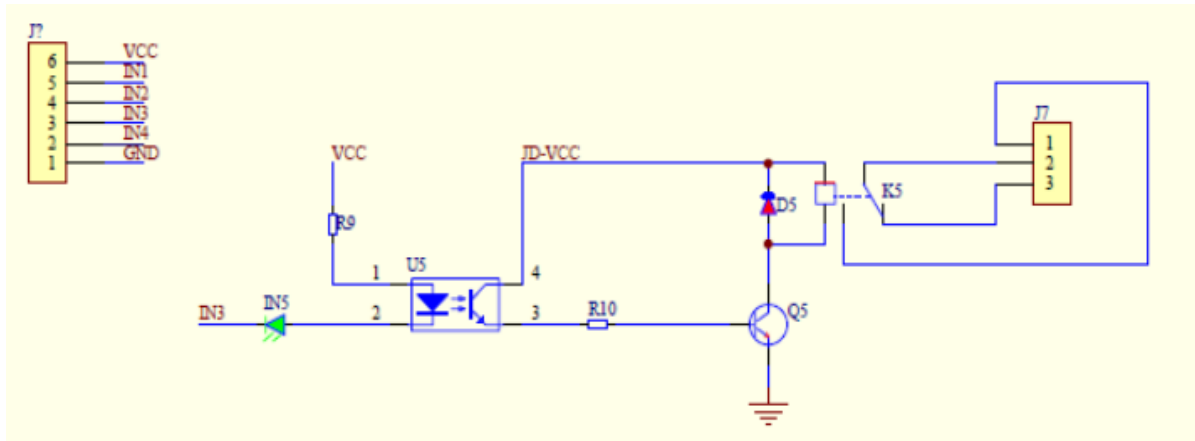 J?
6 VCC
5 IN1
4 IN2
3 IN3
2 IN4
1 GND
VCC
R9
JD-VCC
U5
1
2
4
3
IN3
IN5
R10
D5
Q5
K5
J7
1
2
3